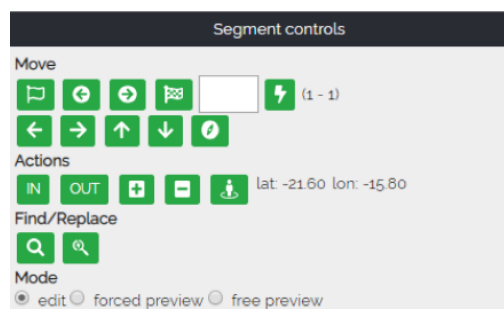 Segment controls
Move
(1 - 1)
Actions
IN OUT lat: -21.60 lon: -15.80
Find/Replace
Mode
edit forced preview free preview